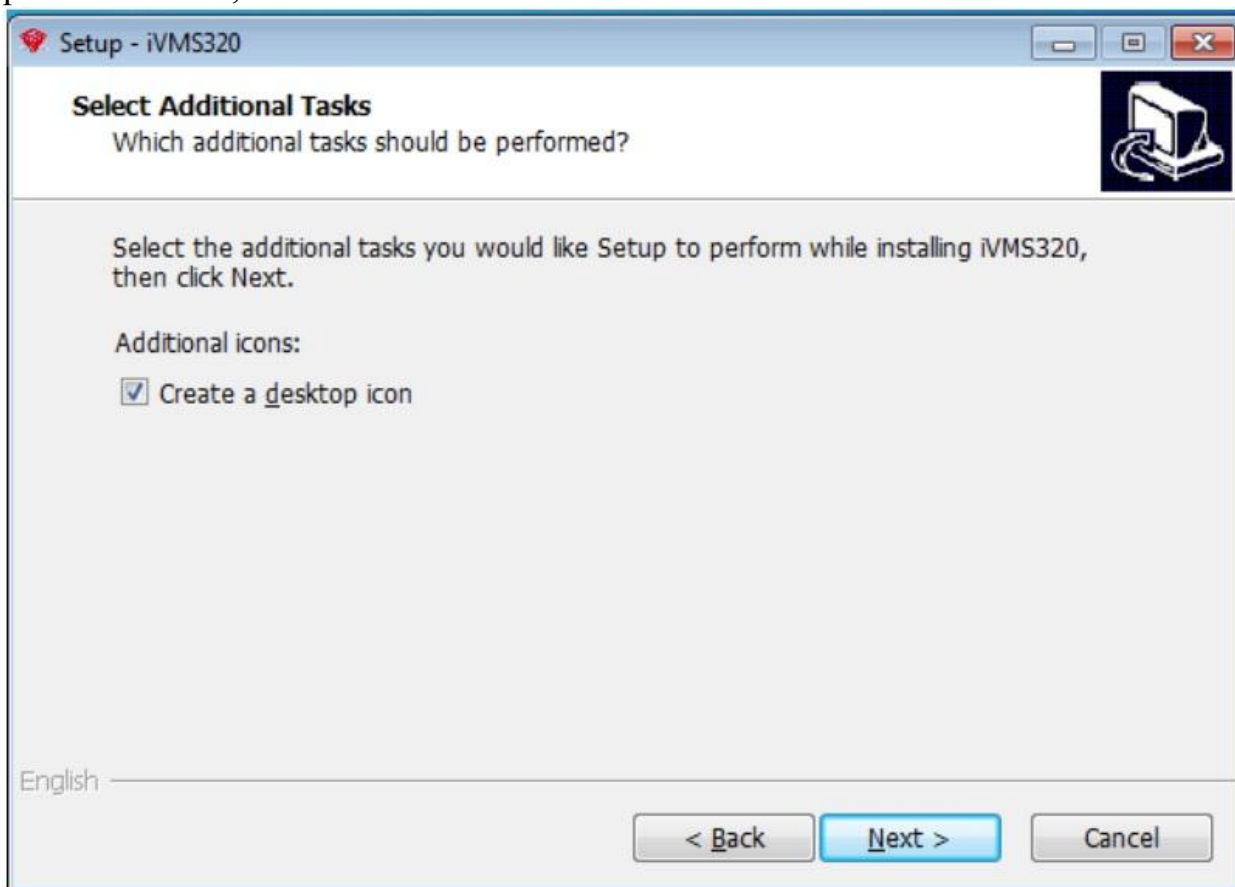 Setup - iVMS320
Select Additional Tasks
Which additional tasks should be performed?
Select the additional tasks you would like Setup to perform while installing iVMS320,
then click Next.
Additional icons:
Create a desktop icon
English
< Back
Next >
Cancel